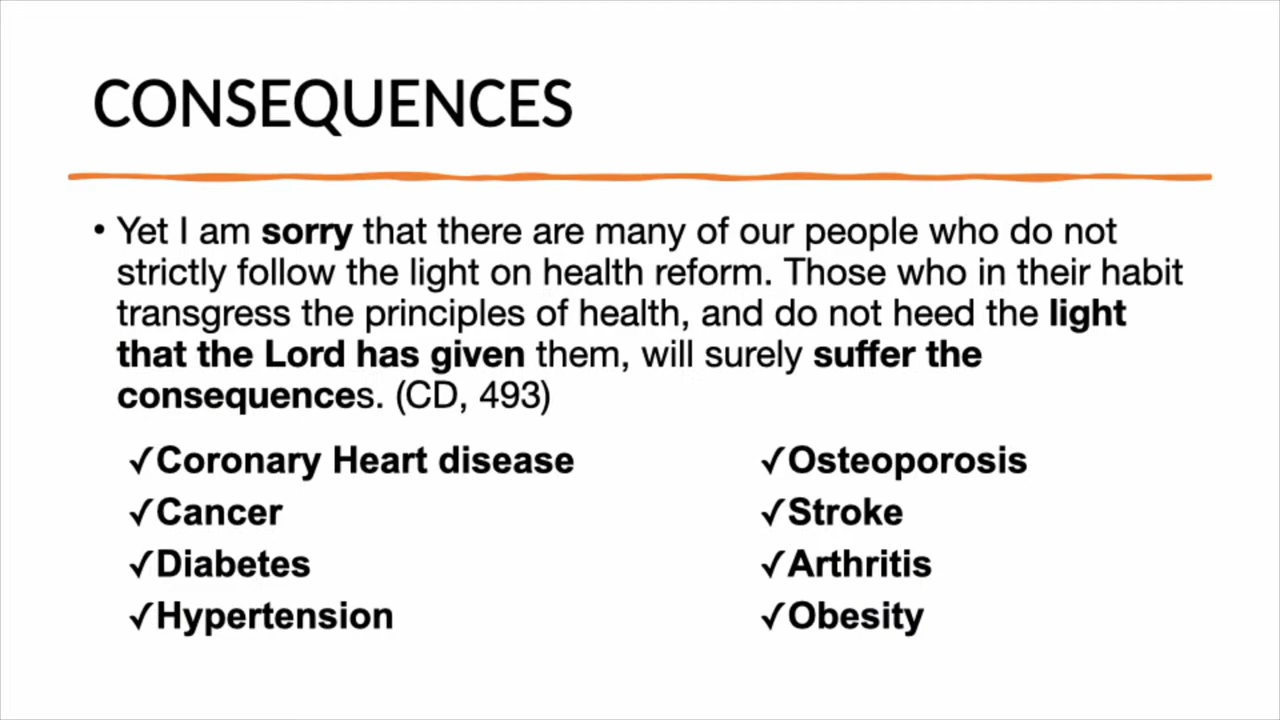 CONSEQUENCES
• Yet I am sorry that there are many of our people who do not
strictly follow the light on health reform. Those who in their habit
transgress the principles of health, and do not heed the light
that the Lord has given them, will surely suffer the
consequences. (CD, 493)
✓Coronary Heart disease
✓Cancer
✓Diabetes
✓Hypertension
✓Osteoporosis
✓Stroke
✓Arthritis
✓Obesity